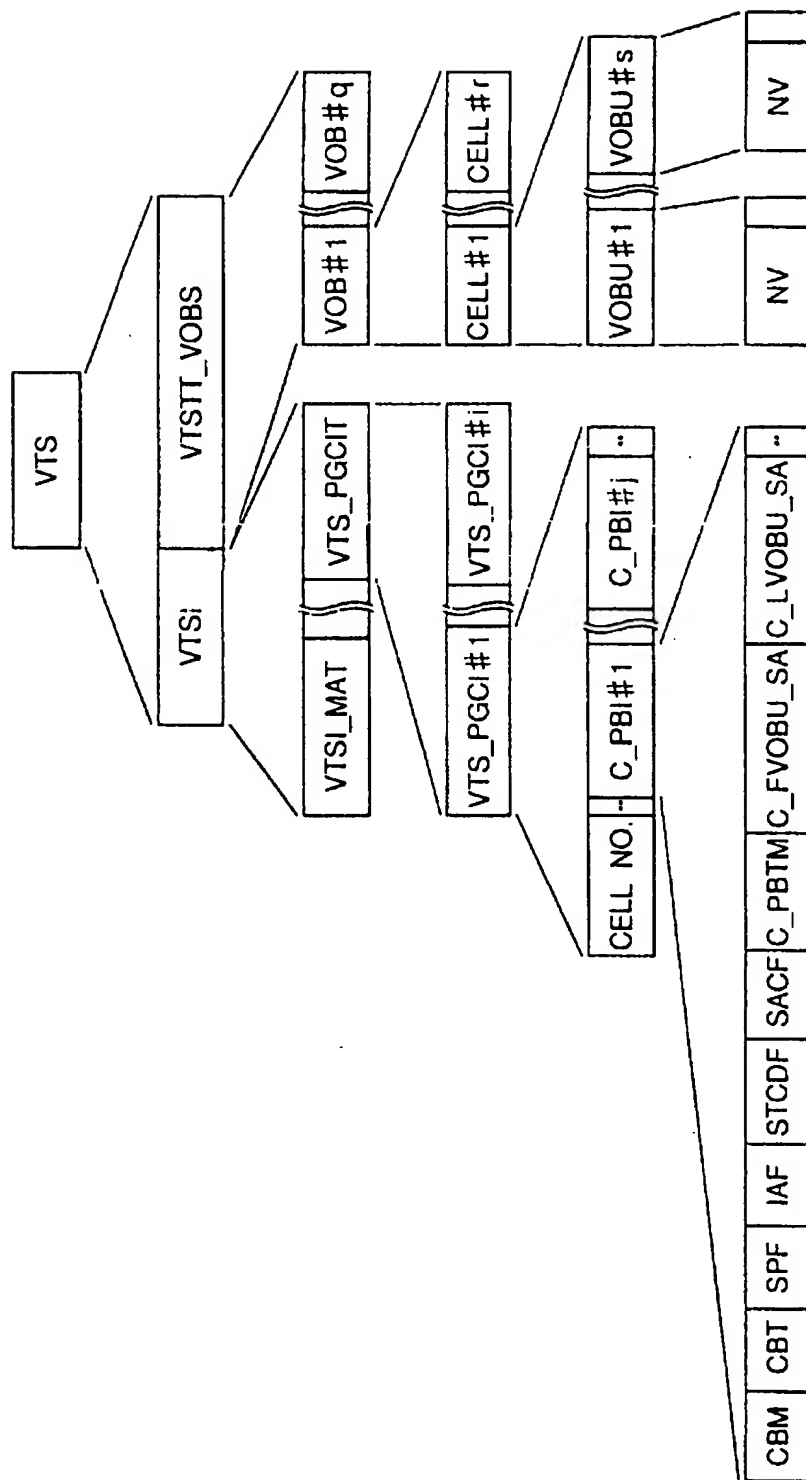 VTS
VTSI VTSTT_VOBS
VTSI_MAT VTS_PGCIT VOB#1 VOB#q
VTS_PGCI#1 VTS_PGCI#i CELL#1 CELL#r
CELL NO. -- C_PBI#1 C_PBI#j -- VOBU#1 VOBU#s
CBM CBT SPF IAF STCDF SACF C_PBTM C_FVOBU_SA C_LVOBU_SA -- NV NV